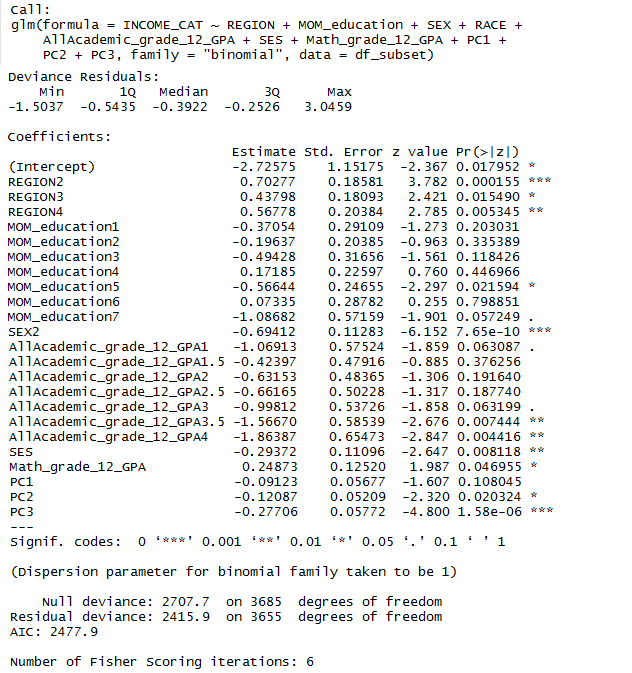 Call:
glm(formula = INCOME_CAT ~ REGION + MOM_education + SEX + RACE +
    AllAcademic_grade_12_GPA + SES + Math_grade_12_GPA + PC1 +
    PC2 + PC3, family = "binomial", data = df_subset)
Deviance Residuals:
    Min      1Q  Median      3Q     Max
-1.5037 -0.5435 -0.3922 -0.2526  3.0459
Coefficients:
                            Estimate Std. Error z value Pr(>|z|)
(Intercept)                 -2.72575    1.15175  -2.367 0.017952 *
REGION2                      0.70277    0.18581   3.782 0.000155 ***
REGION3                      0.43798    0.18093   2.421 0.015490 *
REGION4                      0.56778    0.20384   2.785 0.005345 **
MOM_education1              -0.37054    0.29109  -1.273 0.203031
MOM_education2              -0.19637    0.20385  -0.963 0.335389
MOM_education3              -0.49428    0.31656  -1.561 0.118426
MOM_education4               0.17185    0.22597   0.760 0.446966
MOM_education5              -0.56644    0.24655  -2.297 0.021594 *
MOM_education6               0.07335    0.28782   0.255 0.798851
MOM_education7              -1.08682    0.57159  -1.901 0.057249 .
SEX2                        -0.69412    0.11283  -6.152 7.65e-10 ***
AllAcademic_grade_12_GPA1   -1.06913    0.57524  -1.859 0.063087 .
AllAcademic_grade_12_GPA1.5 -0.42397    0.47916  -0.885 0.376256
AllAcademic_grade_12_GPA2   -0.63153    0.48365  -1.306 0.191640
AllAcademic_grade_12_GPA2.5 -0.66165    0.50228  -1.317 0.187740
AllAcademic_grade_12_GPA3   -0.99812    0.53726  -1.858 0.063199 .
AllAcademic_grade_12_GPA3.5 -1.56670    0.58539  -2.676 0.007444 **
AllAcademic_grade_12_GPA4   -1.86387    0.65473  -2.847 0.004416 **
SES                         -0.29372    0.11096  -2.647 0.008118 **
Math_grade_12_GPA            0.24873    0.12520   1.987 0.046955 *
PC1                         -0.09123    0.05677  -1.607 0.108045
PC2                         -0.12087    0.05209  -2.320 0.020324 *
PC3                         -0.27706    0.05772  -4.800 1.58e-06 ***
---
Signif. codes:  0 ‘***’ 0.001 ‘**’ 0.01 ‘*’ 0.05 ‘.’ 0.1 ‘ ’ 1
(Dispersion parameter for binomial family taken to be 1)
    Null deviance: 2707.7  on 3685  degrees of freedom
Residual deviance: 2415.9  on 3655  degrees of freedom
AIC: 2477.9
Number of Fisher Scoring iterations: 6